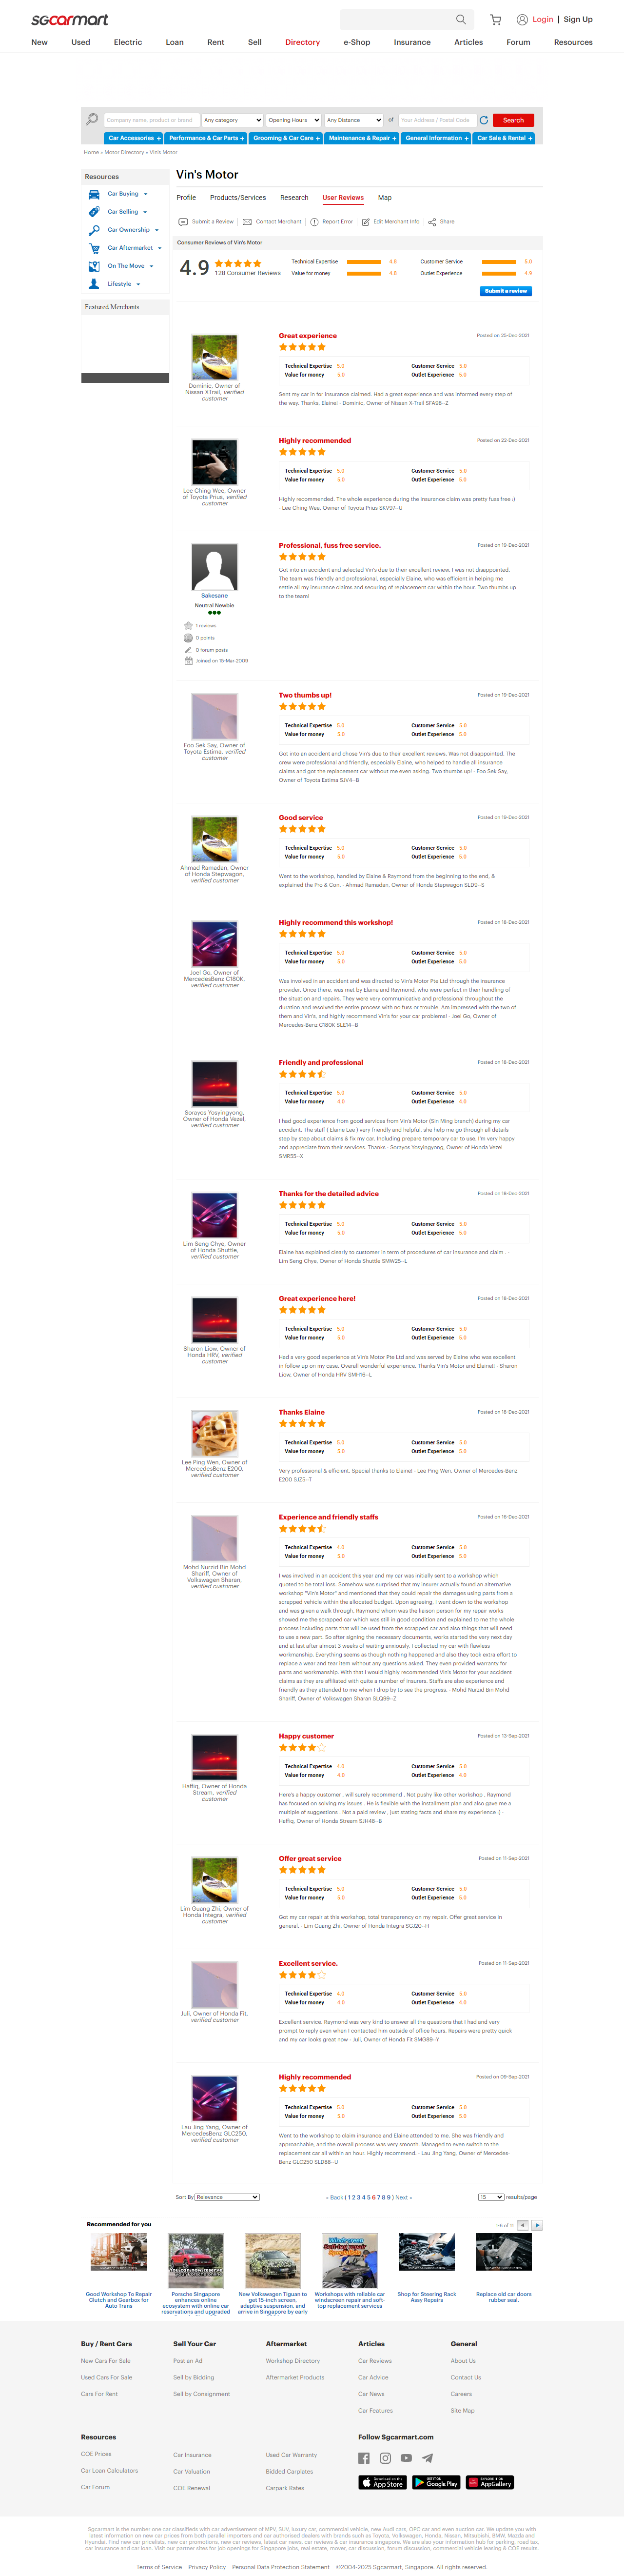 sgcarmart
Login | Sign Up
New Used Electric Loan Rent Sell Directory e-Shop Insurance Articles Forum Resources
Company name, product or brand Any category Opening Hours Any Distance of Your Address / Postal Code Search
Car Accessories + Performance & Car Parts + Grooming & Car Care + Maintenance & Repair + General Information + Car Sale & Rental +
Home » Motor Directory » Vin's Motor
Resources
Car Buying
Car Selling
Car Ownership
Car Aftermarket
On The Move
Lifestyle
Featured Merchants
Vin's Motor
Profile Products/Services Research User Reviews Map
Submit a Review Contact Merchant Report Error Edit Merchant Info Share
Consumer Reviews of Vin's Motor
4.9
128 Consumer Reviews
Technical Expertise 4.8 Customer Service 5.0
Value for money 4.8 Outlet Experience 4.9
Submit a review
Great experience
Posted on 25-Dec-2021
Technical Expertise 5.0 Customer Service 5.0
Value for money 5.0 Outlet Experience 5.0
Dominic, Owner of
Nissan XTrail, verified
customer
Sent my car in for insurance claimed. Had a great experience and was informed every step of
the way. Thanks, Elaine! - Dominic, Owner of Nissan X-Trail SFA98--Z
Highly recommended
Posted on 22-Dec-2021
Technical Expertise 5.0 Customer Service 5.0
Value for money 5.0 Outlet Experience 5.0
Lee Ching Wee, Owner
of Toyota Prius, verified
customer
Highly recommended. The whole experience during the insurance claim was pretty fuss free :)
- Lee Ching Wee, Owner of Toyota Prius SKV97--U
Professional, fuss free service.
Posted on 19-Dec-2021
Got into an accident and selected Vin's due to their excellent review, I was not disappointed.
The team was friendly and professional, especially Elaine, who was efficient in helping me
settle all my insurance claims and securing of replacement car within the hour. Two thumbs up
to the team!
Sakesane
Neutral Newbie
1 reviews
0 points
0 forum posts
Joined on 15-Mar-2009
Two thumbs up!
Posted on 19-Dec-2021
Technical Expertise 5.0 Customer Service 5.0
Value for money 5.0 Outlet Experience 5.0
Foo Sek Say, Owner of
Toyota Estima, verified
customer
Got into an accident and chose Vin's due to their excellent reviews. Was not disappointed. The
crew were professional and friendly, especially Elaine, who helped to handle all insurance
claims and got the replacement car without me even asking. Two thumbs up! - Foo Sek Say,
Owner of Toyota Estima SJV4--B
Good service
Posted on 19-Dec-2021
Technical Expertise 5.0 Customer Service 5.0
Value for money 5.0 Outlet Experience 5.0
Ahmad Ramadan, Owner
of Honda Stepwagon,
verified customer
Went to the workshop, handled by Elaine & Raymond from the beginning to the end, &
explained the Pro & Con. - Ahmad Ramadan, Owner of Honda Stepwagon SLD9--S
Highly recommend this workshop!
Posted on 18-Dec-2021
Technical Expertise 5.0 Customer Service 5.0
Value for money 5.0 Outlet Experience 5.0
Joel Go, Owner of
MercedesBenz C180K,
verified customer
Was involved in an accident and was directed to Vin's Motor Pte Ltd through the insurance
provider. Once there, was met by Elaine and Raymond, who were perfect in their handling of
the situation and repairs. They were very communicative and professional throughout the
duration and resolved the entire process with no fuss or trouble. Am impressed with the two of
them and Vin's, and highly recommend Vin's for your car problems! - Joel Go, Owner of
Mercedes-Benz C180K SLE14--B
Friendly and professional
Posted on 18-Dec-2021
Technical Expertise 5.0 Customer Service 5.0
Value for money 4.0 Outlet Experience 4.0
Sorayos Yosyingyong,
Owner of Honda Vezel,
verified customer
I had good experience from good services from Vin's Motor (Sin Ming branch) during my car
accident. The staff ( Elaine Lee ) very friendly and helpful, she help me go through all details
step by step about claims & fix my car. Including prepare temporary car to use. I'm very happy
and appreciate from their services. Thanks - Sorayos Yosyingyong, Owner of Honda Vezel
SMR55--X
Thanks for the detailed advice
Posted on 18-Dec-2021
Technical Expertise 5.0 Customer Service 5.0
Value for money 5.0 Outlet Experience 5.0
Lim Seng Chye, Owner
of Honda Shuttle,
verified customer
Elaine has explained clearly to customer in term of procedures of car insurance and claim . -
Lim Seng Chye, Owner of Honda Shuttle SMW25--L
Great experience here!
Posted on 18-Dec-2021
Technical Expertise 5.0 Customer Service 5.0
Value for money 5.0 Outlet Experience 5.0
Sharon Liow, Owner of
Honda HRV, verified
customer
Had a very good experience at Vin's Motor Pte Ltd and was served by Elaine who was excellent
in follow up on my case. Overall wonderful experience. Thanks Vin's Motor and Elaine!! - Sharon
Liow, Owner of Honda HRV SMH16--L
Thanks Elaine
Posted on 18-Dec-2021
Technical Expertise 5.0 Customer Service 5.0
Value for money 5.0 Outlet Experience 5.0
Lee Ping Wen, Owner of
MercedesBenz E200,
verified customer
Very professional & efficient. Special thanks to Elaine! - Lee Ping Wen, Owner of Mercedes-Benz
E200 SJZ5--T
Experience and friendly staffs
Posted on 16-Dec-2021
Technical Expertise 4.0 Customer Service 5.0
Value for money 5.0 Outlet Experience 5.0
Mohd Nurzid Bin Mohd
Shariff, Owner of
Volkswagen Sharan,
verified customer
I was involved in an accident this year and my car was initially sent to a workshop which
quoted to be total loss. Somehow was surprised that my insurer actually found an alternative
workshop "Vin's Motor" and mentioned that they could repair the damages using parts from a
scrapped vehicle within the allocated budget. Upon agreeing, I went down to the workshop
and was given a walk through. Raymond whom was the liaison person for my repair works
showed me the scrapped car which was still in good condition and explained to me the whole
process including parts that will be used from the scrapped car and also things that will need
to use a new part. So after signing the necessary documents, works started the very next day
and at last after almost 3 weeks of waiting anxiously, I collected my car with flawless
workmanship. Everything seems as though nothing happened and also they took extra effort to
replace a wear and tear item without any questions asked. They even provided warranty for
parts and workmanship. With that I would highly recommended Vin's Motor for your accident
claims as they are affiliated with quite a number of insurers. Staffs are also experience and
friendly as they attended to me when I drop by to see the progress. - Mohd Nurzid Bin Mohd
Shariff, Owner of Volkswagen Sharan SLQ99--Z
Happy customer
Posted on 13-Sep-2021
Technical Expertise 4.0 Customer Service 5.0
Value for money 4.0 Outlet Experience 4.0
Haffiq, Owner of Honda
Stream, verified
customer
Here's a happy customer , will surely recommend . Not pushy like other workshop , Raymond
has focused on solving my issues . He is flexible with the installment plan and also gave me a
multiple of suggestions . Not a paid review , just stating facts and share my experience :) -
Haffiq, Owner of Honda Stream SJH48--B
Offer great service
Posted on 11-Sep-2021
Technical Expertise 5.0 Customer Service 5.0
Value for money 5.0 Outlet Experience 5.0
Lim Guang Zhi, Owner of
Honda Integra, verified
customer
Got my car repair at this workshop, total transparency on my repair. Offer great service in
general. - Lim Guang Zhi, Owner of Honda Integra SGJ20--H
Excellent service.
Posted on 11-Sep-2021
Technical Expertise 4.0 Customer Service 5.0
Value for money 4.0 Outlet Experience 4.0
Juli, Owner of Honda Fit,
verified customer
Excellent service. Raymond was very kind to answer all the questions that I had and very
prompt to reply even when I contacted him outside of office hours. Repairs were pretty quick
and my car looks great now - Juli, Owner of Honda Fit SMG89--Y
Highly recommended
Posted on 09-Sep-2021
Technical Expertise 5.0 Customer Service 5.0
Value for money 5.0 Outlet Experience 5.0
Lau Jing Yang, Owner of
MercedesBenz GLC250,
verified customer
Went to the workshop to claim insurance and Elaine attended to me. She was friendly and
approachable, and the overall process was very smooth. Managed to even switch to the
replacement car all within an hour. Highly recommend. - Lau Jing Yang, Owner of Mercedes-
Benz GLC250 SLD88--U
Sort By Relevance « Back ( 1 2 3 4 5 6 7 8 9 ) Next » 15 results/page
Recommended for you
1-6 of 11
Good Workshop To Repair
Clutch and Gearbox for
Auto Trans
Porsche Singapore
enhances online
ecosystem with online car
reservations and upgraded
New Volkswagen Tiguan to
get 15-inch screen,
adaptive suspension, and
arrive in Singapore by early
Workshops with reliable car
windscreen repair and soft-
top replacement services
Shop for Steering Rack
Assy Repairs
Replace old car doors
rubber seal.
Buy / Rent Cars Sell Your Car Aftermarket Articles General
New Cars For Sale Post an Ad Workshop Directory Car Reviews About Us
Used Cars For Sale Sell by Bidding Aftermarket Products Car Advice Contact Us
Cars For Rent Sell by Consignment Car News Careers
Car Features Site Map
Resources Follow Sgcarmart.com
COE Prices Car Insurance Used Car Warranty
Car Loan Calculators Car Valuation Bidded Carplates
Car Forum COE Renewal Carpark Rates
App Store Google Play AppGallery
Sgcarmart is the number one car classifieds with car advertisement of MPV, SUV, luxury car, commercial vehicle, new Audi cars, OPC car and even auction car. We update you with
latest information on new car prices from both parallel importers and car authorised dealers with brands such as Toyota, Volkswagen, Honda, Nissan, Mitsubishi, BMW, Mazda and
Hyundai. Find new car pricelists, new car promotions, new car reviews, latest car news, car reviews & car insurance singapore. We are also your information hub for parking, road tax,
car insurance and car loan. Visit our partner sites for job openings for Singapore jobs, real estate, mover, car discussion, forum discussion, commercial vehicle leasing & COE results.
Terms of Service Privacy Policy Personal Data Protection Statement ©2004-2025 Sgcarmart, Singapore. All rights reserved.